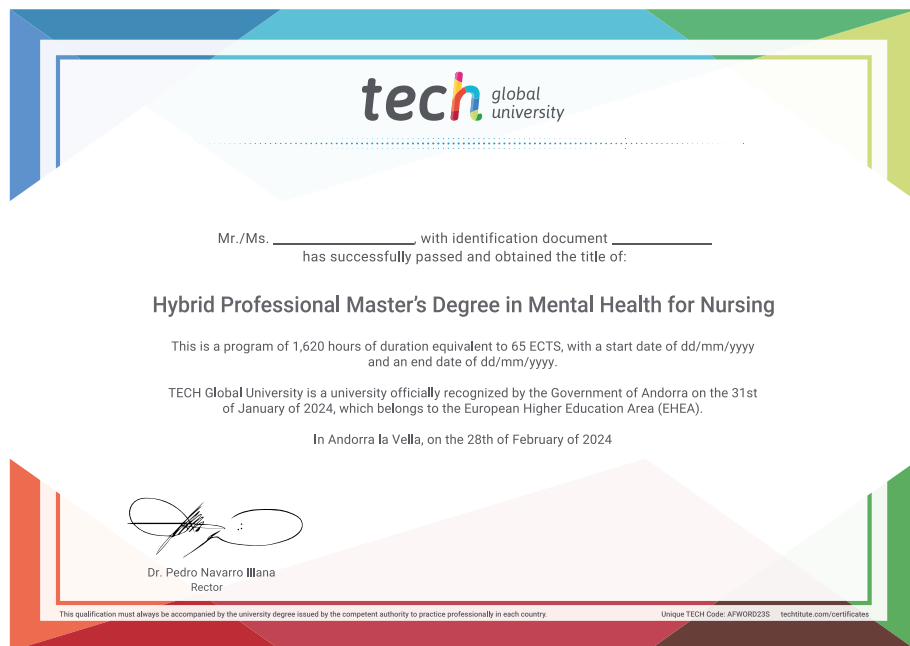 tech global
university
Mr./Ms. ____________, with identification document ____________
has successfully passed and obtained the title of:
Hybrid Professional Master's Degree in Mental Health for Nursing
This is a program of 1,620 hours of duration equivalent to 65 ECTS, with a start date of dd/mm/yyyy
and an end date of dd/mm/yyyy.
TECH Global University is a university officially recognized by the Government of Andorra on the 31st
of January of 2024, which belongs to the European Higher Education Area (EHEA).
In Andorra la Vella, on the 28th of February of 2024
Dr. Pedro Navarro Illana
Rector
This qualification must always be accompanied by the university degree issued by the competent authority to practice professionally in each country.
Unique TECH Code: AFWORD23S techtitute.com/certificates